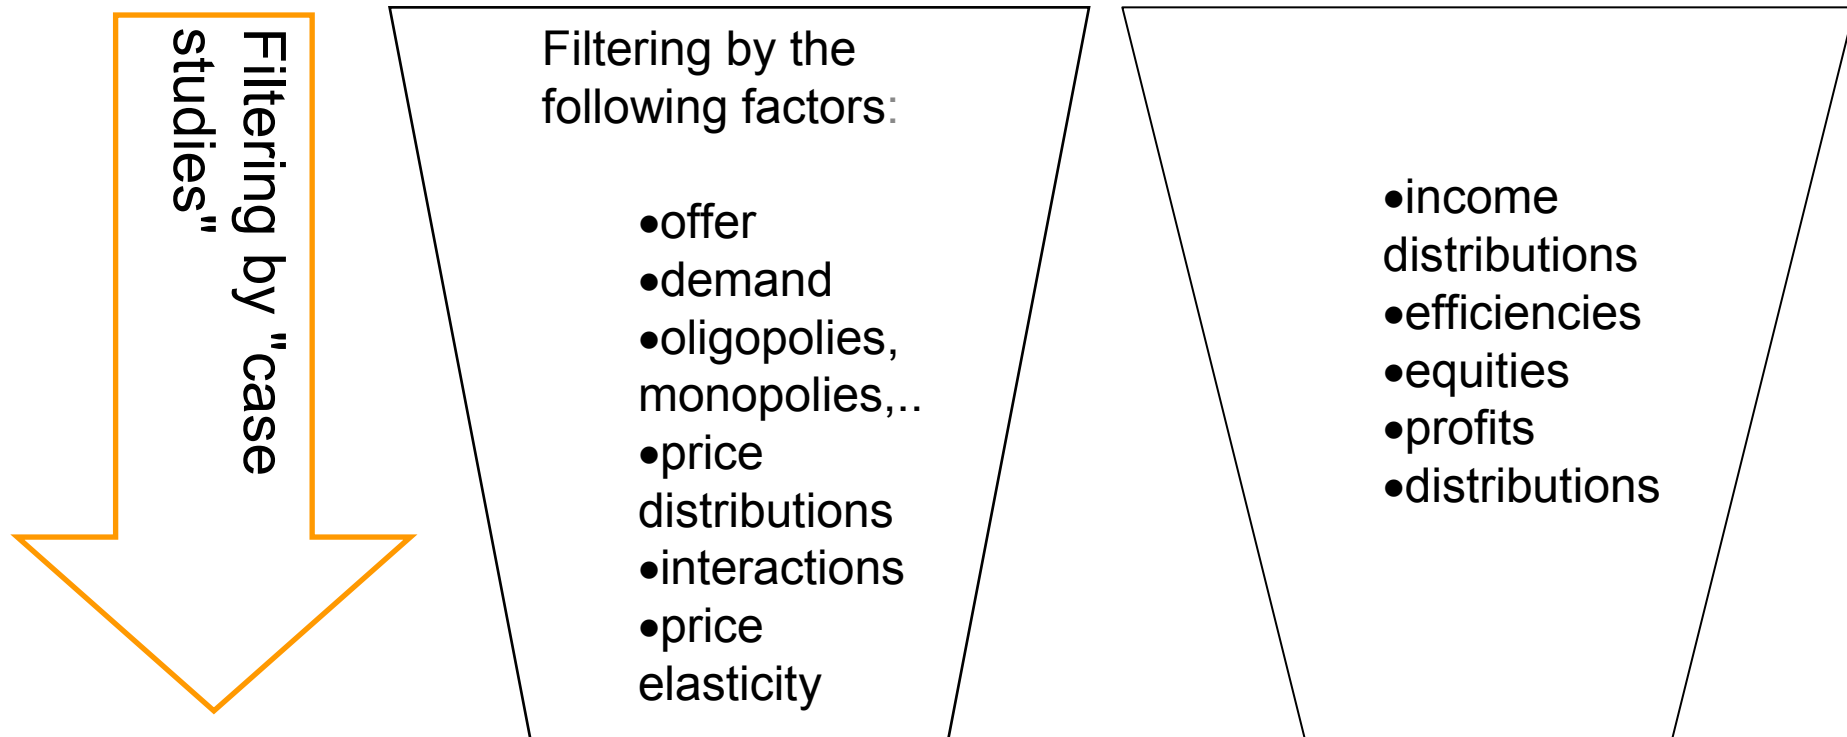 Filtering by "case
studies"
Filtering by the
following factors:
•offer
•demand
•oligopolies,
monopolies,..
•price
distributions
•interactions
•price
elasticity
•income
distributions
•efficiencies
•equities
•profits
•distributions